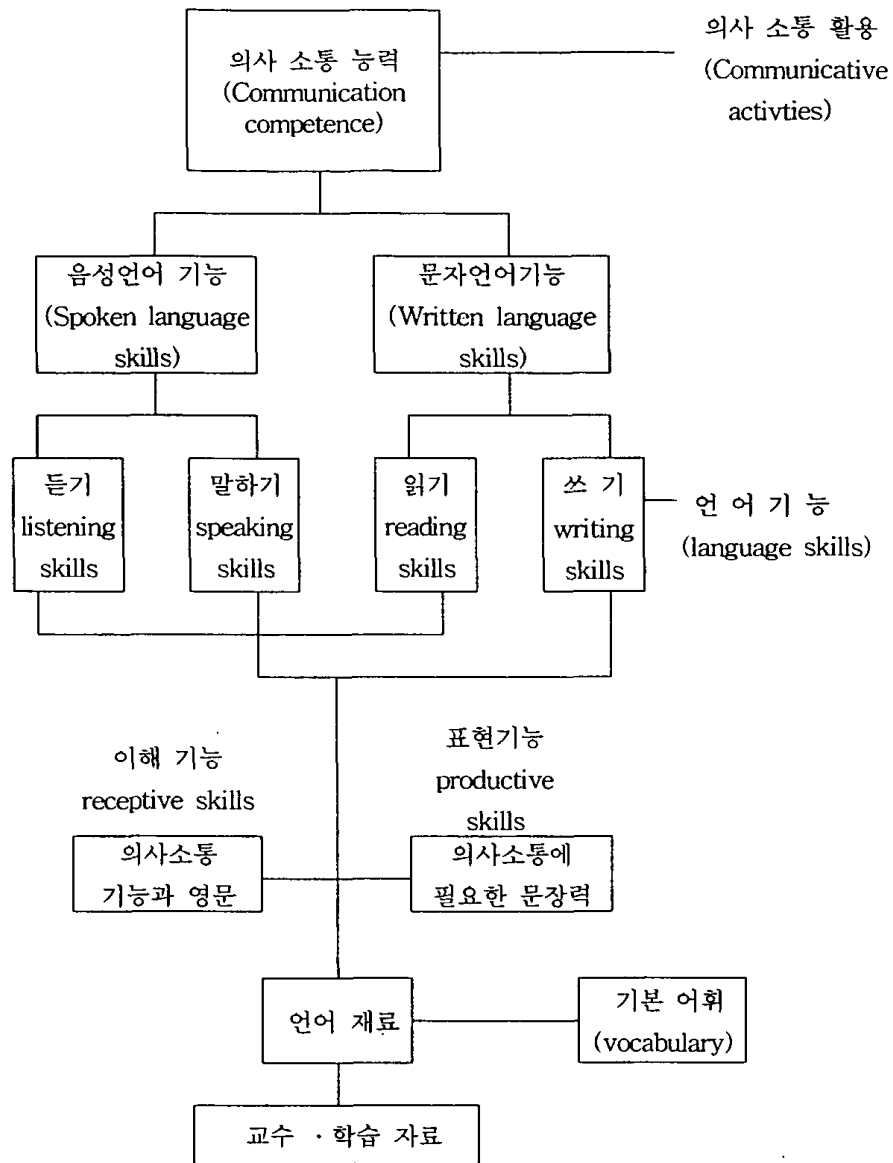 의사 소통 능력
(Communication
competence)
의사 소통 활용
(Communicative
activties)
음성언어 기능
(Spoken language
skills)
문자언어기능
(Written language
skills)
듣기
listening
skills
말하기
speaking
skills
읽기
reading
skills
쓰 기
writing
skills
언 어 기 능
(language skills)
이해 기능
receptive skills
표현기능
productive
skills
의사소통
기능과 영문
의사소통에
필요한 문장력
언어 재료
기본 어휘
(vocabulary)
교수 · 학습 자료